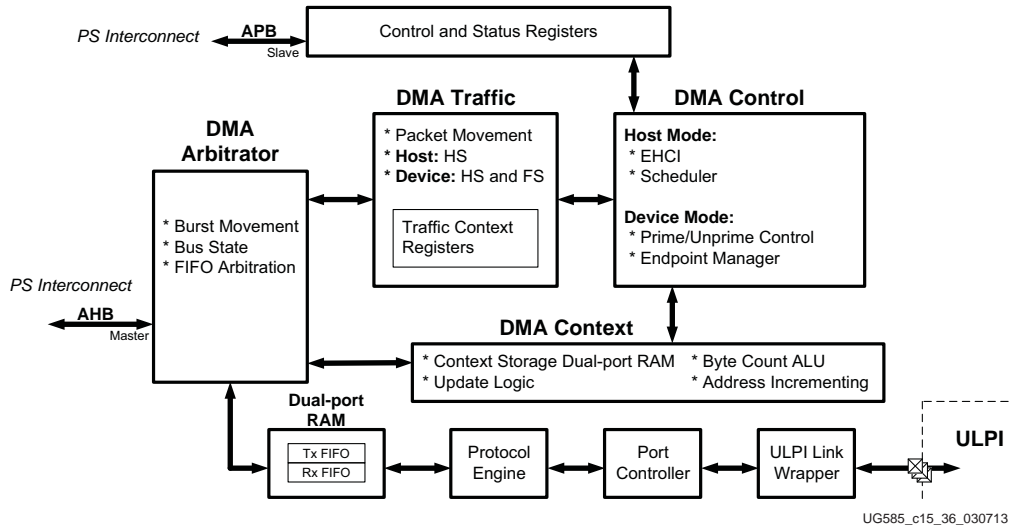 PS Interconnect
APB
Slave
Control and Status Registers
DMA Traffic
* Packet Movement
* Host: HS
* Device: HS and FS
Traffic Context
Registers
DMA Control
Host Mode:
* EHCI
* Scheduler
Device Mode:
* Prime/Unprime Control
* Endpoint Manager
DMA
Arbitrator
* Burst Movement
* Bus State
* FIFO Arbitration
PS Interconnect
AHB
Master
DMA Context
* Context Storage Dual-port RAM
* Update Logic
* Byte Count ALU
* Address Incrementing
Dual-port
RAM
Tx FIFO
Rx FIFO
Protocol
Engine
Port
Controller
ULPI Link
Wrapper
ULPI
UG585_c15_36_030713